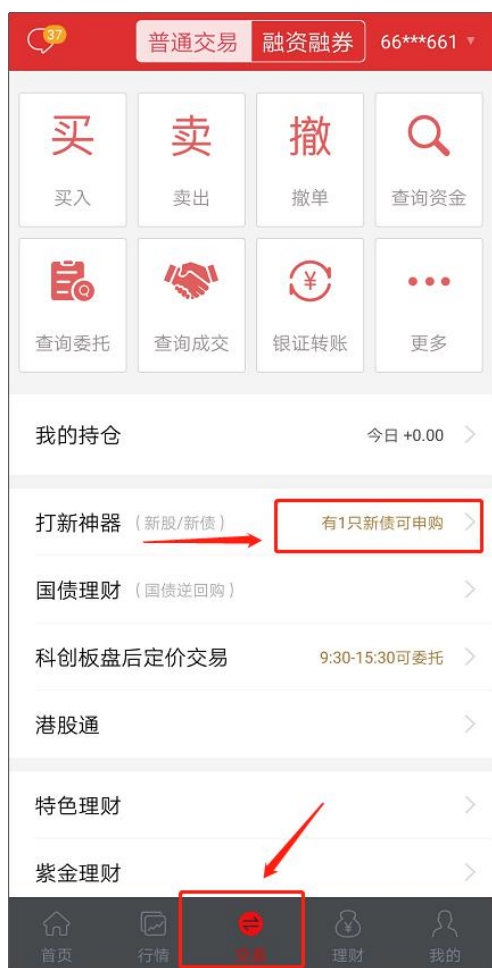 37 普通交易 融资融券 66***661
买 卖 撤
买入 卖出 撤单 查询资金
查询委托 查询成交 银证转账 更多
我的持仓 今日 +0.00
打新神器 (新股/新债) 有1只新债可申购
国债理财 (国债逆回购)
科创板盘后定价交易 9:30-15:30可委托
港股通
特色理财
紫金理财
首页 行情 交易 理财 我的